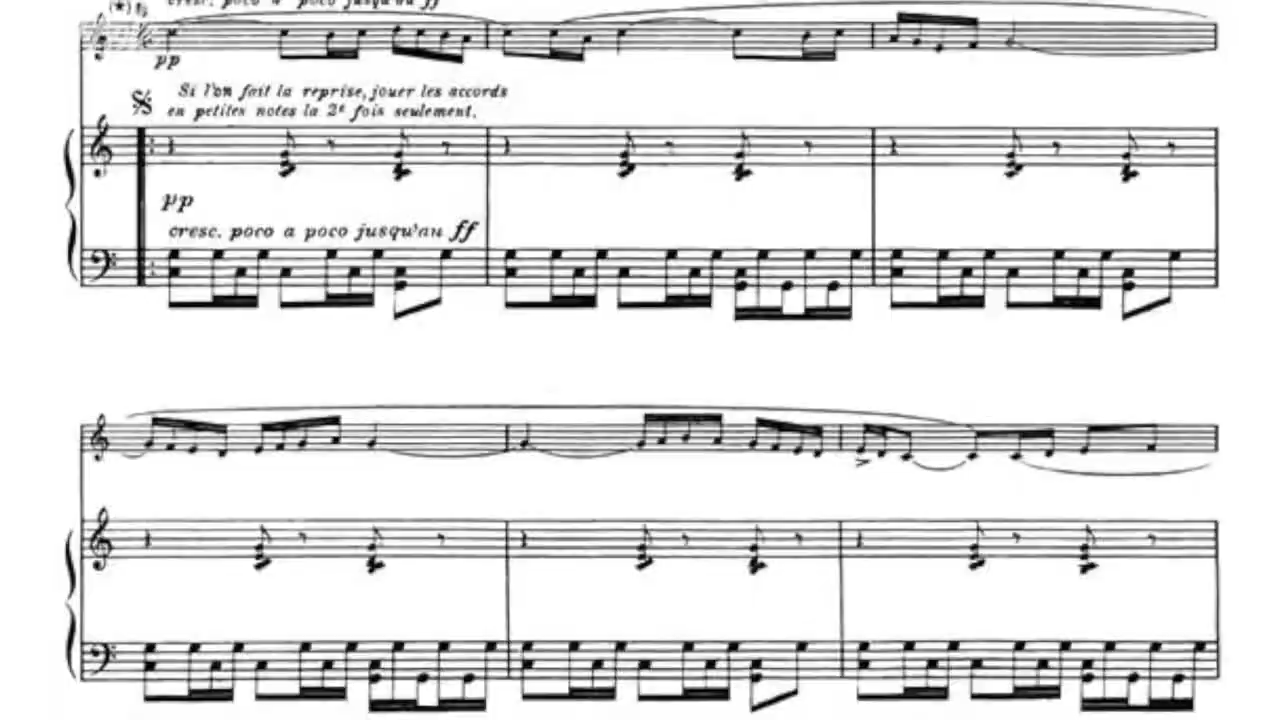 (*) Fl.
cresc. poco a poco jusqu'au ff
pp
Si l'on fait la reprise, jouer les accords
en petites notes la 2e fois seulement.
pp
cresc. poco a poco jusqu'au ff